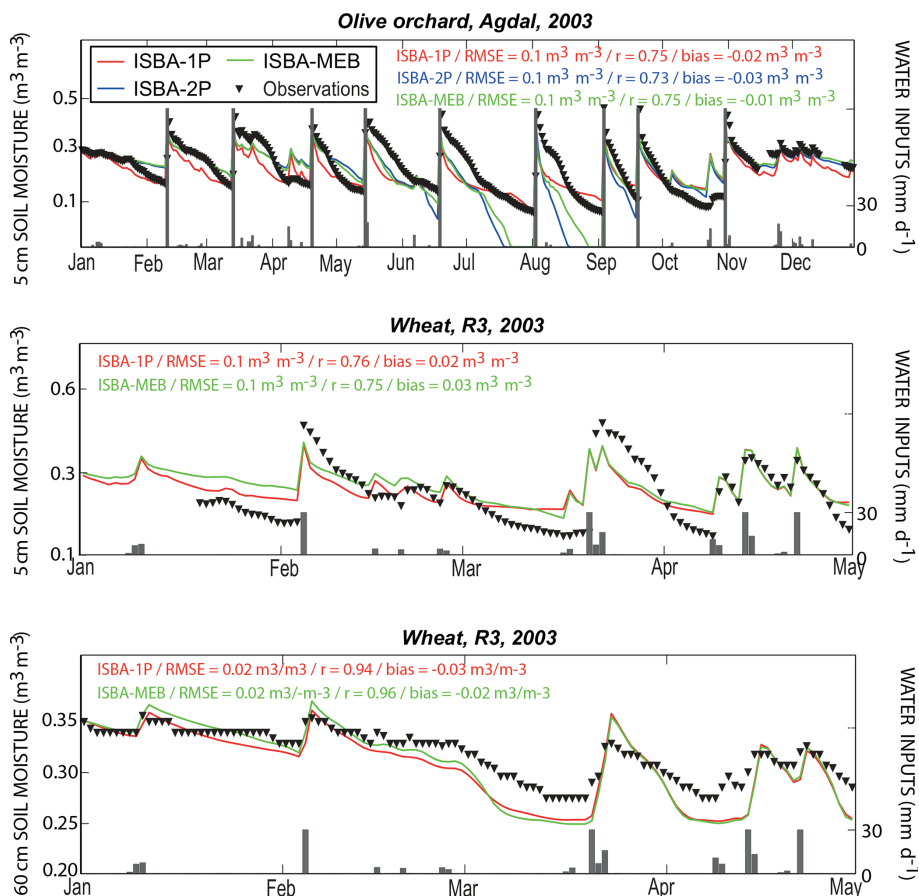 Olive orchard, Agdal, 2003
5 cm SOIL MOISTURE (m³ m⁻³)
WATER INPUTS (mm d⁻¹)
ISBA-1P
ISBA-MEB
ISBA-2P
Observations
ISBA-1P / RMSE = 0.1 m³ m⁻³ / r = 0.75 / bias = -0.02 m³ m⁻³
ISBA-2P / RMSE = 0.1 m³ m⁻³ / r = 0.73 / bias = -0.03 m³ m⁻³
ISBA-MEB / RMSE = 0.1 m³ m⁻³ / r = 0.75 / bias = -0.01 m³ m⁻³
0.5
0.3
0.1
30
0
Jan Feb Mar Apr May Jun Jul Aug Sep Oct Nov Dec
Wheat, R3, 2003
5cm SOIL MOISTURE (m³ m⁻³)
WATER INPUTS (mm d⁻¹)
ISBA-1P / RMSE = 0.1 m³ m⁻³ / r = 0.76 / bias = 0.02 m³ m⁻³
ISBA-MEB / RMSE = 0.1 m³ m⁻³ / r = 0.75 / bias = 0.03 m³ m⁻³
0.6
0.3
0.1
30
0
Jan Feb Mar Apr May
Wheat, R3, 2003
60 cm SOIL MOISTURE (m³ m⁻³)
WATER INPUTS (mm d⁻¹)
ISBA-1P / RMSE = 0.02 m3/m3 / r = 0.94 / bias = -0.03 m3/m-3
ISBA-MEB / RMSE = 0.02 m3/-m-3 / r = 0.96 / bias = -0.02 m3/m-3
0.35
0.30
0.25
0.20
30
0
Jan Feb Mar Apr May